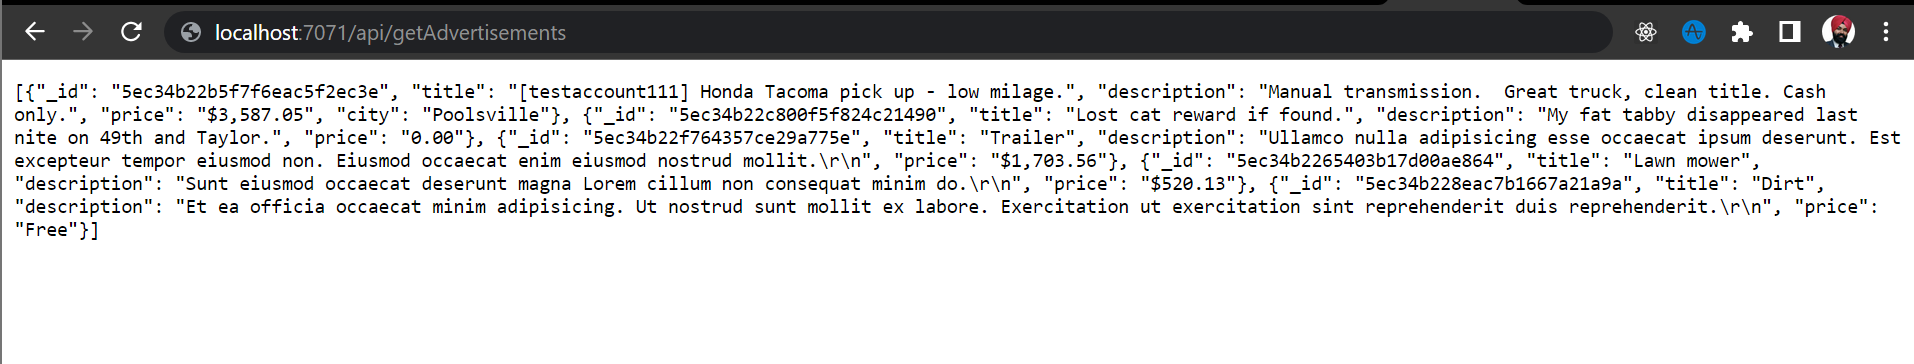 localhost:7071/api/getAdvertisements
[{"_id": "5ec34b22b5f7f6eac5f2ec3e", "title": "[testaccount111] Honda Tacoma pick up - low milage.", "description": "Manual transmission.  Great truck, clean title. Cash
only.", "price": "$3,587.05", "city": "Poolsville"}, {"_id": "5ec34b22c800f5f824c21490", "title": "Lost cat reward if found.", "description": "My fat tabby disappeared last
nite on 49th and Taylor.", "price": "0.00"}, {"_id": "5ec34b22f764357ce29a775e", "title": "Trailer", "description": "Ullamco nulla adipisicing esse occaecat ipsum deserunt. Est
excepteur tempor eiusmod non. Eiusmod occaecat enim eiusmod nostrud mollit.\r\n", "price": "$1,703.56"}, {"_id": "5ec34b2265403b17d00ae864", "title": "Lawn mower",
"description": "Sunt eiusmod occaecat deserunt magna Lorem cillum non consequat minim do.\r\n", "price": "$520.13"}, {"_id": "5ec34b228eac7b1667a21a9a", "title": "Dirt",
"description": "Et ea officia occaecat minim adipisicing. Ut nostrud sunt mollit ex labore. Exercitation ut exercitation sint reprehenderit duis reprehenderit.\r\n", "price":
"Free"}]